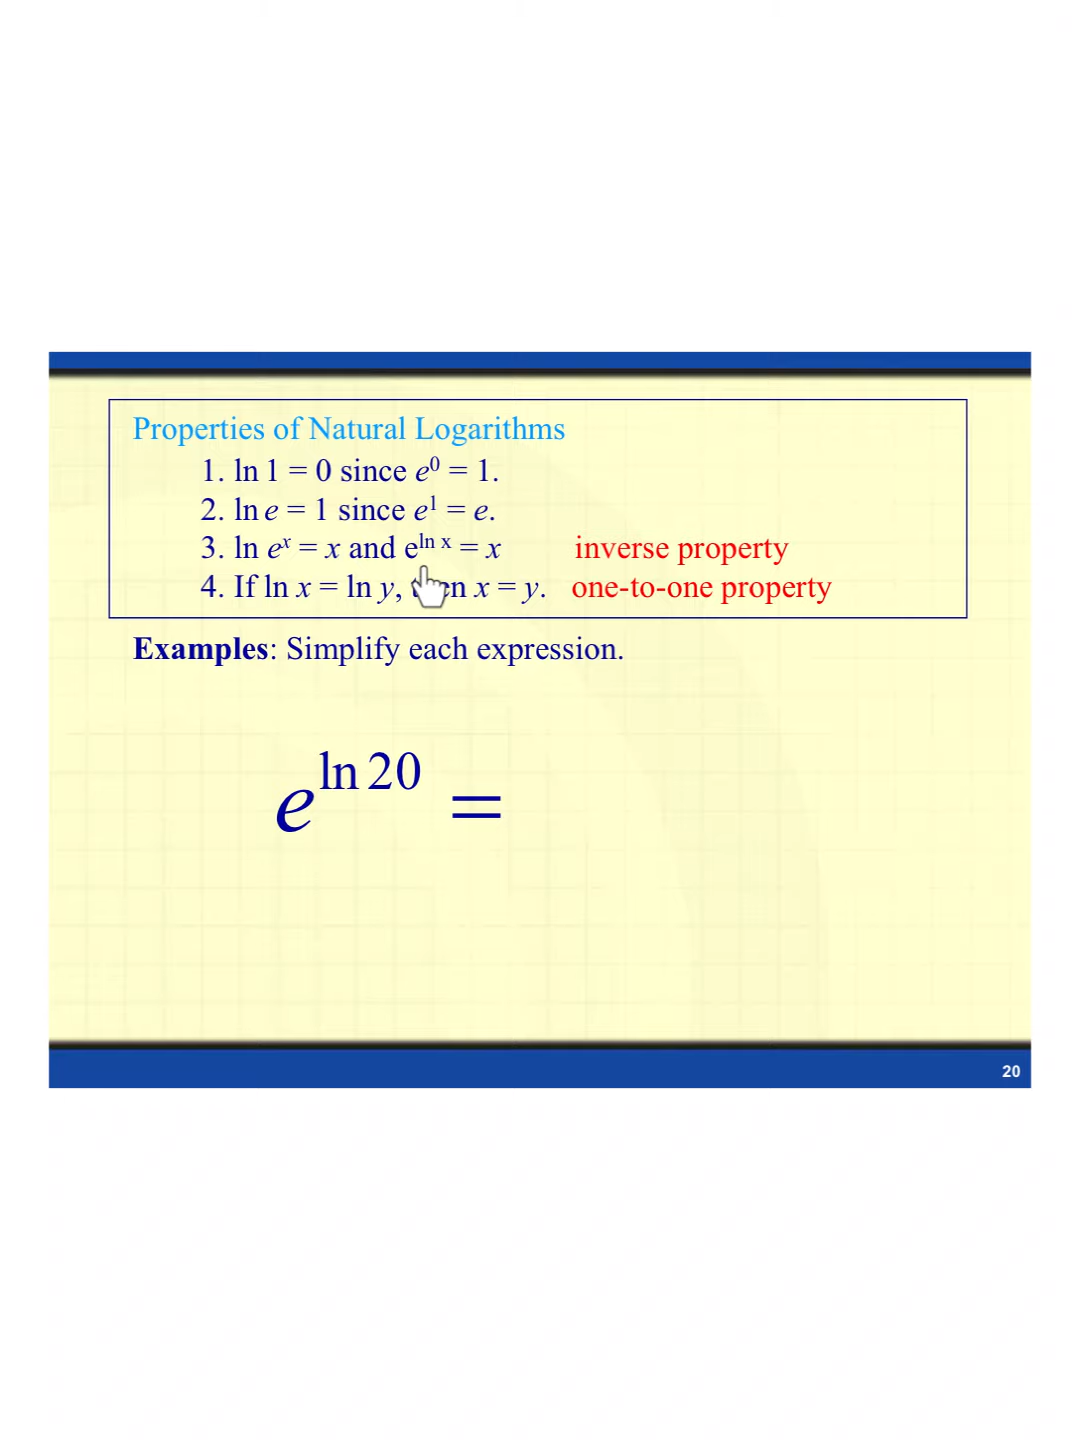 Properties of Natural Logarithms
1. ln 1 = 0 since e⁰ = 1.
2. ln e = 1 since e¹ = e.
3. ln eˣ = x and e^(ln x) = x inverse property
4. If ln x = ln y, x = y. one-to-one property
Examples: Simplify each expression.
e^(ln 20) =
20